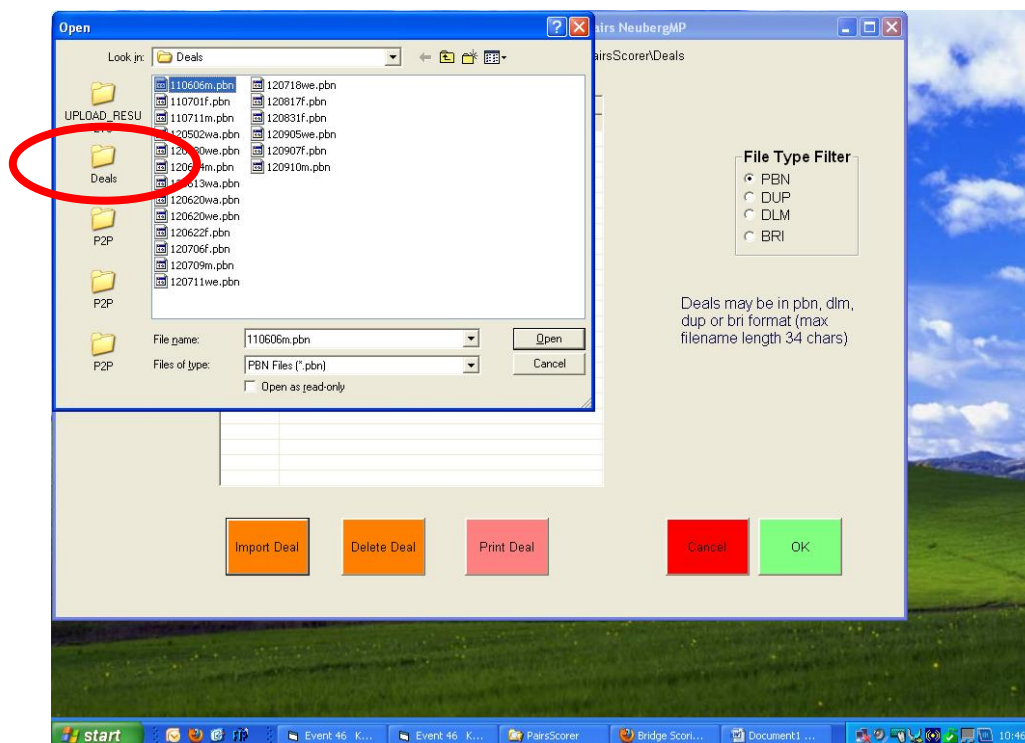 Open
airs NeubergMP
Look in:
Deals
airsScorer\Deals
UPLOAD_RESU
Deals
P2P
P2P
P2P
110606m.pbn
110701f.pbn
110711m.pbn
120502wa.pbn
120613wa.pbn
120620wa.pbn
120620we.pbn
120622f.pbn
120706f.pbn
120709m.pbn
120711we.pbn
120718we.pbn
120817f.pbn
120831f.pbn
120905we.pbn
120907f.pbn
120910m.pbn
File name:
110606m.pbn
Open
Files of type:
PBN Files (*.pbn)
Cancel
Open as read-only
File Type Filter
PBN
DUP
DLM
BRI
Deals may be in pbn, dlm,
dup or bri format (max
filename length 34 chars)
Import Deal
Delete Deal
Print Deal
Cancel
OK
start
Event 46 K...
Event 46 K...
PairsScorer
Bridge Scori...
Document1 ...
10:46